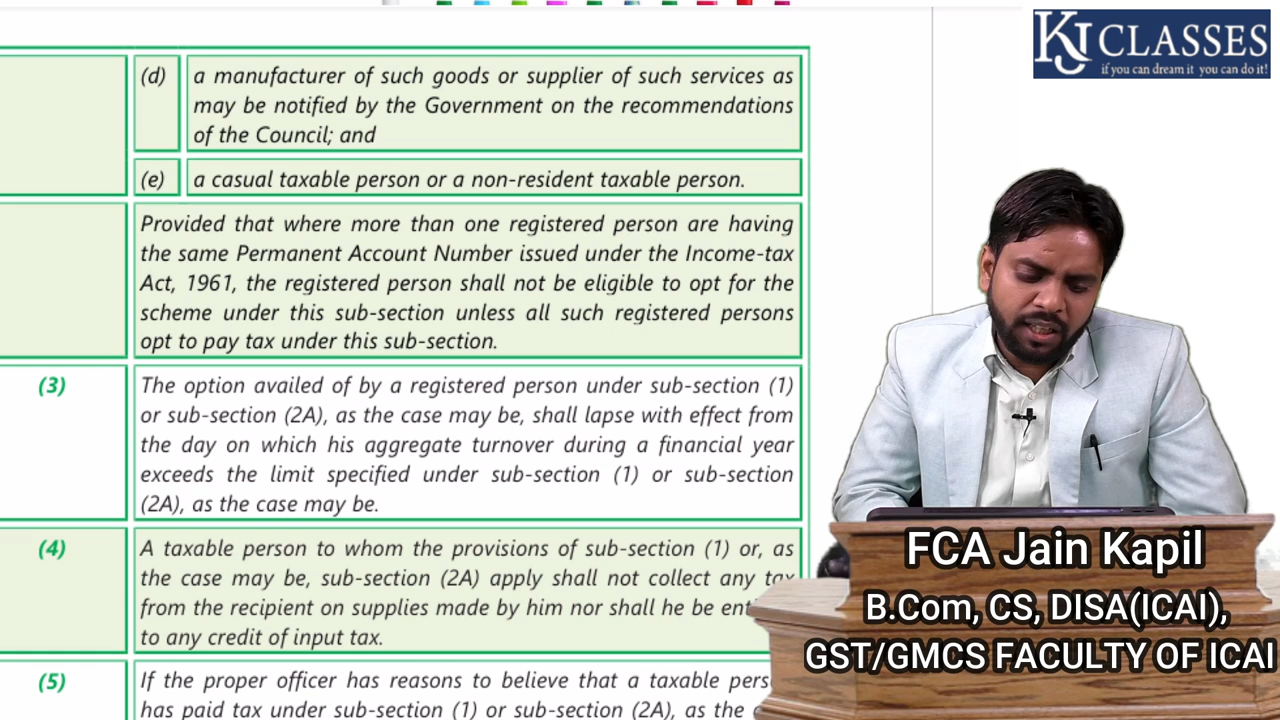 KJ CLASSES
if you can dream it you can do it!
(d) a manufacturer of such goods or supplier of such services as
may be notified by the Government on the recommendations
of the Council; and
(e) a casual taxable person or a non-resident taxable person.
Provided that where more than one registered person are having
the same Permanent Account Number issued under the Income-tax
Act, 1961, the registered person shall not be eligible to opt for the
scheme under this sub-section unless all such registered persons
opt to pay tax under this sub-section.
(3) The option availed of by a registered person under sub-section (1)
or sub-section (2A), as the case may be, shall lapse with effect from
the day on which his aggregate turnover during a financial year
exceeds the limit specified under sub-section (1) or sub-section
(2A), as the case may be.
(4) A taxable person to whom the provisions of sub-section (1) or, as
the case may be, sub-section (2A) apply shall not collect any tax
from the recipient on supplies made by him nor shall he be
to any credit of input tax.
(5) If the proper officer has reasons to believe that a taxable
has paid tax under sub-section (1) or sub-section (2A), as the
FCA Jain Kapil
B.Com, CS, DISA(ICAI),
GST/GMCS FACULTY OF ICAI